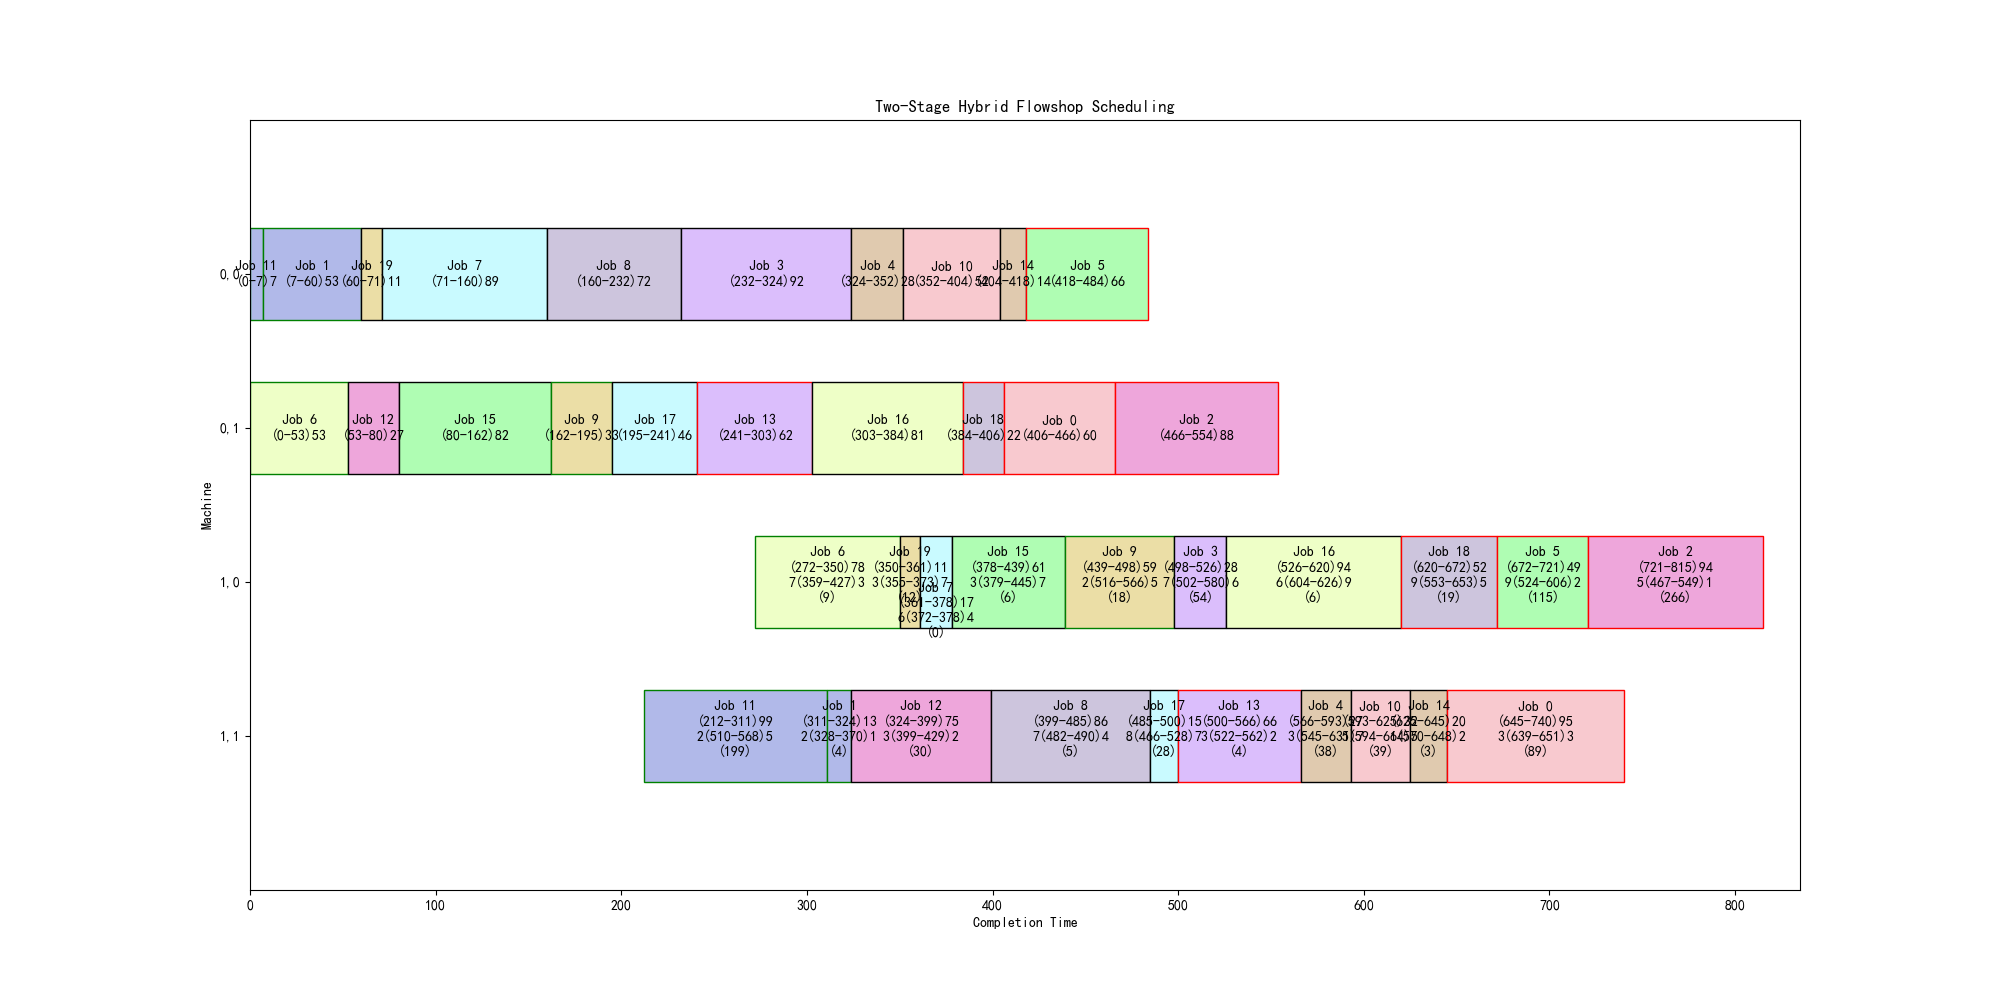 Two-Stage Hybrid Flowshop Scheduling
Machine
0,0
Job 11
(0-7)7
Job 1
(7-60)53
Job 19
(60-71)11
Job 7
(71-160)89
Job 8
(160-232)72
Job 3
(232-324)92
Job 4
(324-352)28
Job 10
(352-404)52
Job 14
(404-418)14
Job 5
(418-484)66
0,1
Job 6
(0-53)53
Job 12
(53-80)27
Job 15
(80-162)82
Job 9
(162-195)33
Job 17
(195-241)46
Job 13
(241-303)62
Job 16
(303-384)81
Job 18
(384-406)22
Job 0
(406-466)60
Job 2
(466-554)88
1,0
Job 6
(272-350)78
7(359-427)3
(9)
Job 19
(350-361)11
3(355-373)7
(12)
Job 7
(361-378)17
6(372-378)4
(0)
Job 15
(378-439)61
3(379-445)7
(6)
Job 9
(439-498)59
2(516-566)5
(18)
Job 3
(498-526)28
7(502-580)6
(54)
Job 16
(526-620)94
6(604-626)9
(6)
Job 18
(620-672)52
9(553-653)5
(19)
Job 5
(672-721)49
9(524-606)2
(115)
Job 2
(721-815)94
5(467-549)1
(266)
1,1
Job 11
(212-311)99
2(510-568)5
(199)
Job 1
(311-324)13
2(328-370)1
(4)
Job 12
(324-399)75
3(399-429)2
(30)
Job 8
(399-485)86
7(482-490)4
(5)
Job 17
(485-500)15
8(466-528)7
(28)
Job 13
(500-566)66
3(522-562)2
(4)
Job 4
(566-593)27
(38)
Job 10
(593-625)32
(39)
Job 14
(625-645)20
(3)
Job 0
(645-740)95
3(639-651)3
(89)
0
100
200
300
400
500
600
700
800
Completion Time